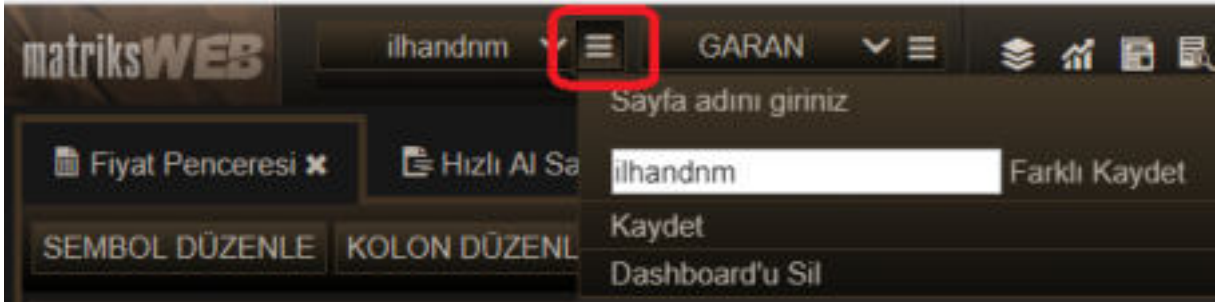 matriksWEB ilhandnm GARAN
Sayfa adını giriniz
Fiyat Penceresi Hızlı Al Sa
ilhandnm Farklı Kaydet
SEMBOL DÜZENLE KOLON DÜZENL
Kaydet
Dashboard'u Sil